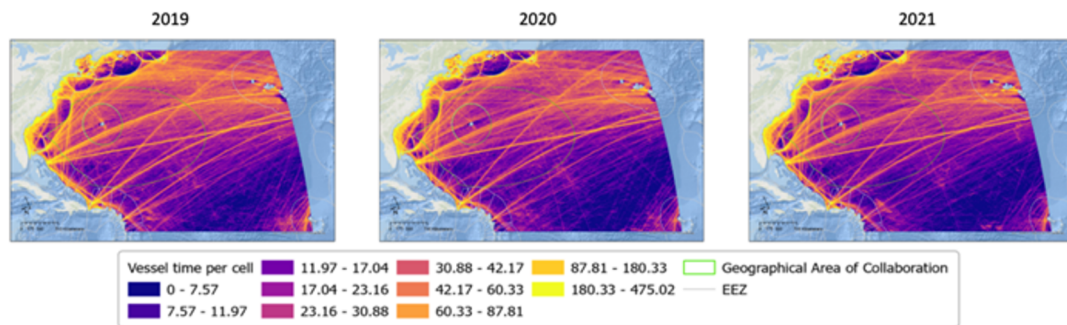 2019 2020 2021
Vessel time per cell 11.97 - 17.04 30.88 - 42.17 87.81 - 180.33 Geographical Area of Collaboration
0 - 7.57 17.04 - 23.16 42.17 - 60.33 180.33 - 475.02 EEZ
7.57 - 11.97 23.16 - 30.88 60.33 - 87.81